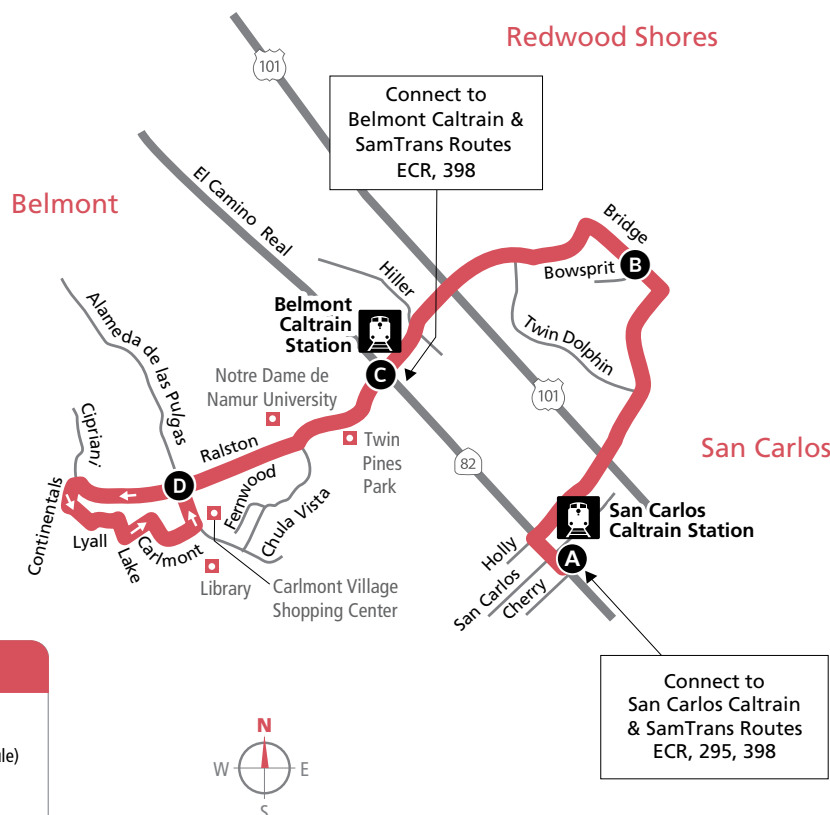 Redwood Shores
101
Connect to
Belmont Caltrain &
SamTrans Routes
ECR, 398
El Camino Real
Belmont
Bridge
Bowsprit
B
Hiller
Alameda de las Pulgas
Belmont
Caltrain
Station
Twin Dolphin
C
Notre Dame de
Namur University
101
Cipriani
Ralston
Twin
Pines
Park
San Carlos
82
D
Fernwood
Chula Vista
San Carlos
Caltrain Station
Continentals
Lyall
Lake
Carlmont
Holly
A
San Carlos
Cherry
Library
Carlmont Village
Shopping Center
Connect to
San Carlos Caltrain
& SamTrans Routes
ECR, 295, 398
N
W
E
S